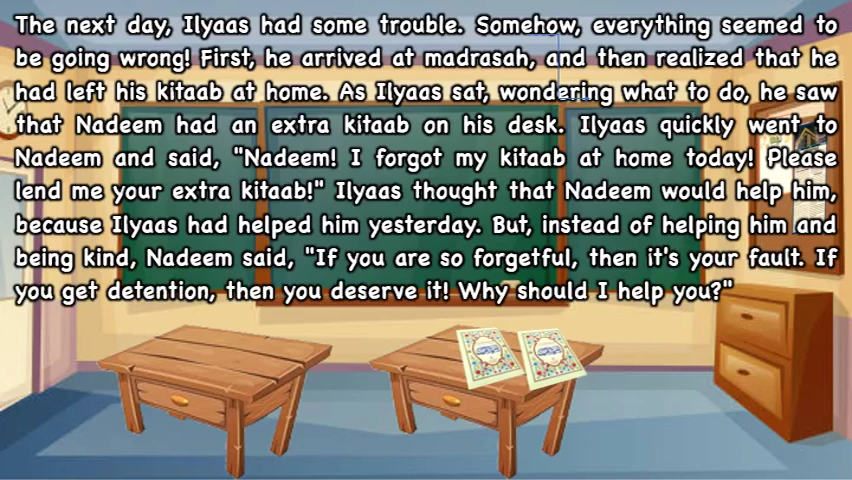 The next day, Ilyaas had some trouble. Somehow, everything seemed to
be going wrong! First, he arrived at madrasah, and then realized that he
had left his kitaab at home. As Ilyaas sat, wondering what to do, he saw
that Nadeem had an extra kitaab on his desk. Ilyaas quickly went to
Nadeem and said, "Nadeem! I forgot my kitaab at home today! Please
lend me your extra kitaab!" Ilyaas thought that Nadeem would help him,
because Ilyaas had helped him yesterday. But, instead of helping him and
being kind, Nadeem said, "If you are so forgetful, then it's your fault. If
you get detention, then you deserve it! Why should I help you?"